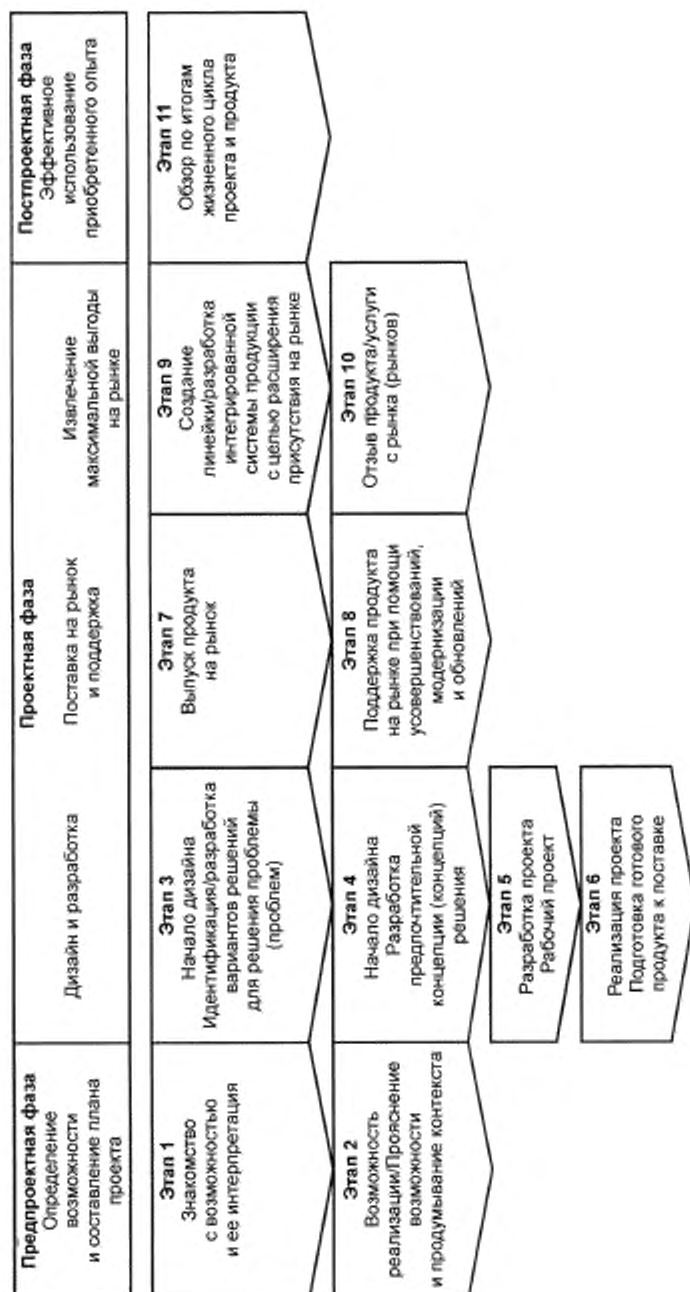 Предпроектная фаза
Определение
возможности
и составление плана
проекта
Проектная фаза
Дизайн и разработка
Поставка на рынок
и поддержка
Извлечение
максимальной выгоды
на рынке
Постпроектная фаза
Эффективное
использование
приобретенного опыта
Этап 1
Знакомство
с возможностью
и ее интерпретация
Этап 2
Возможность
реализации/Прояснение
возможности
и продумывание контекста
Этап 3
Начало дизайна
Идентификация/разработка
вариантов решений
для решения проблемы
(проблем)
Этап 4
Начало дизайна
Разработка
предпочтительной
концепции (концепций)
решения
Этап 5
Разработка проекта
Рабочий проект
Этап 6
Реализация проекта
Подготовка готового
продукта к поставке
Этап 7
Выпуск продукта
на рынок
Этап 8
Поддержка продукта
на рынке при помощи
усовершенствований,
модернизации
и обновлений
Этап 9
Создание
линейки/разработка
интегрированной
системы продукции
с целью расширения
присутствия на рынке
Этап 10
Отзыв продукта/услуги
с рынка (рынков)
Этап 11
Обзор по итогам
жизненного цикла
проекта и продукта